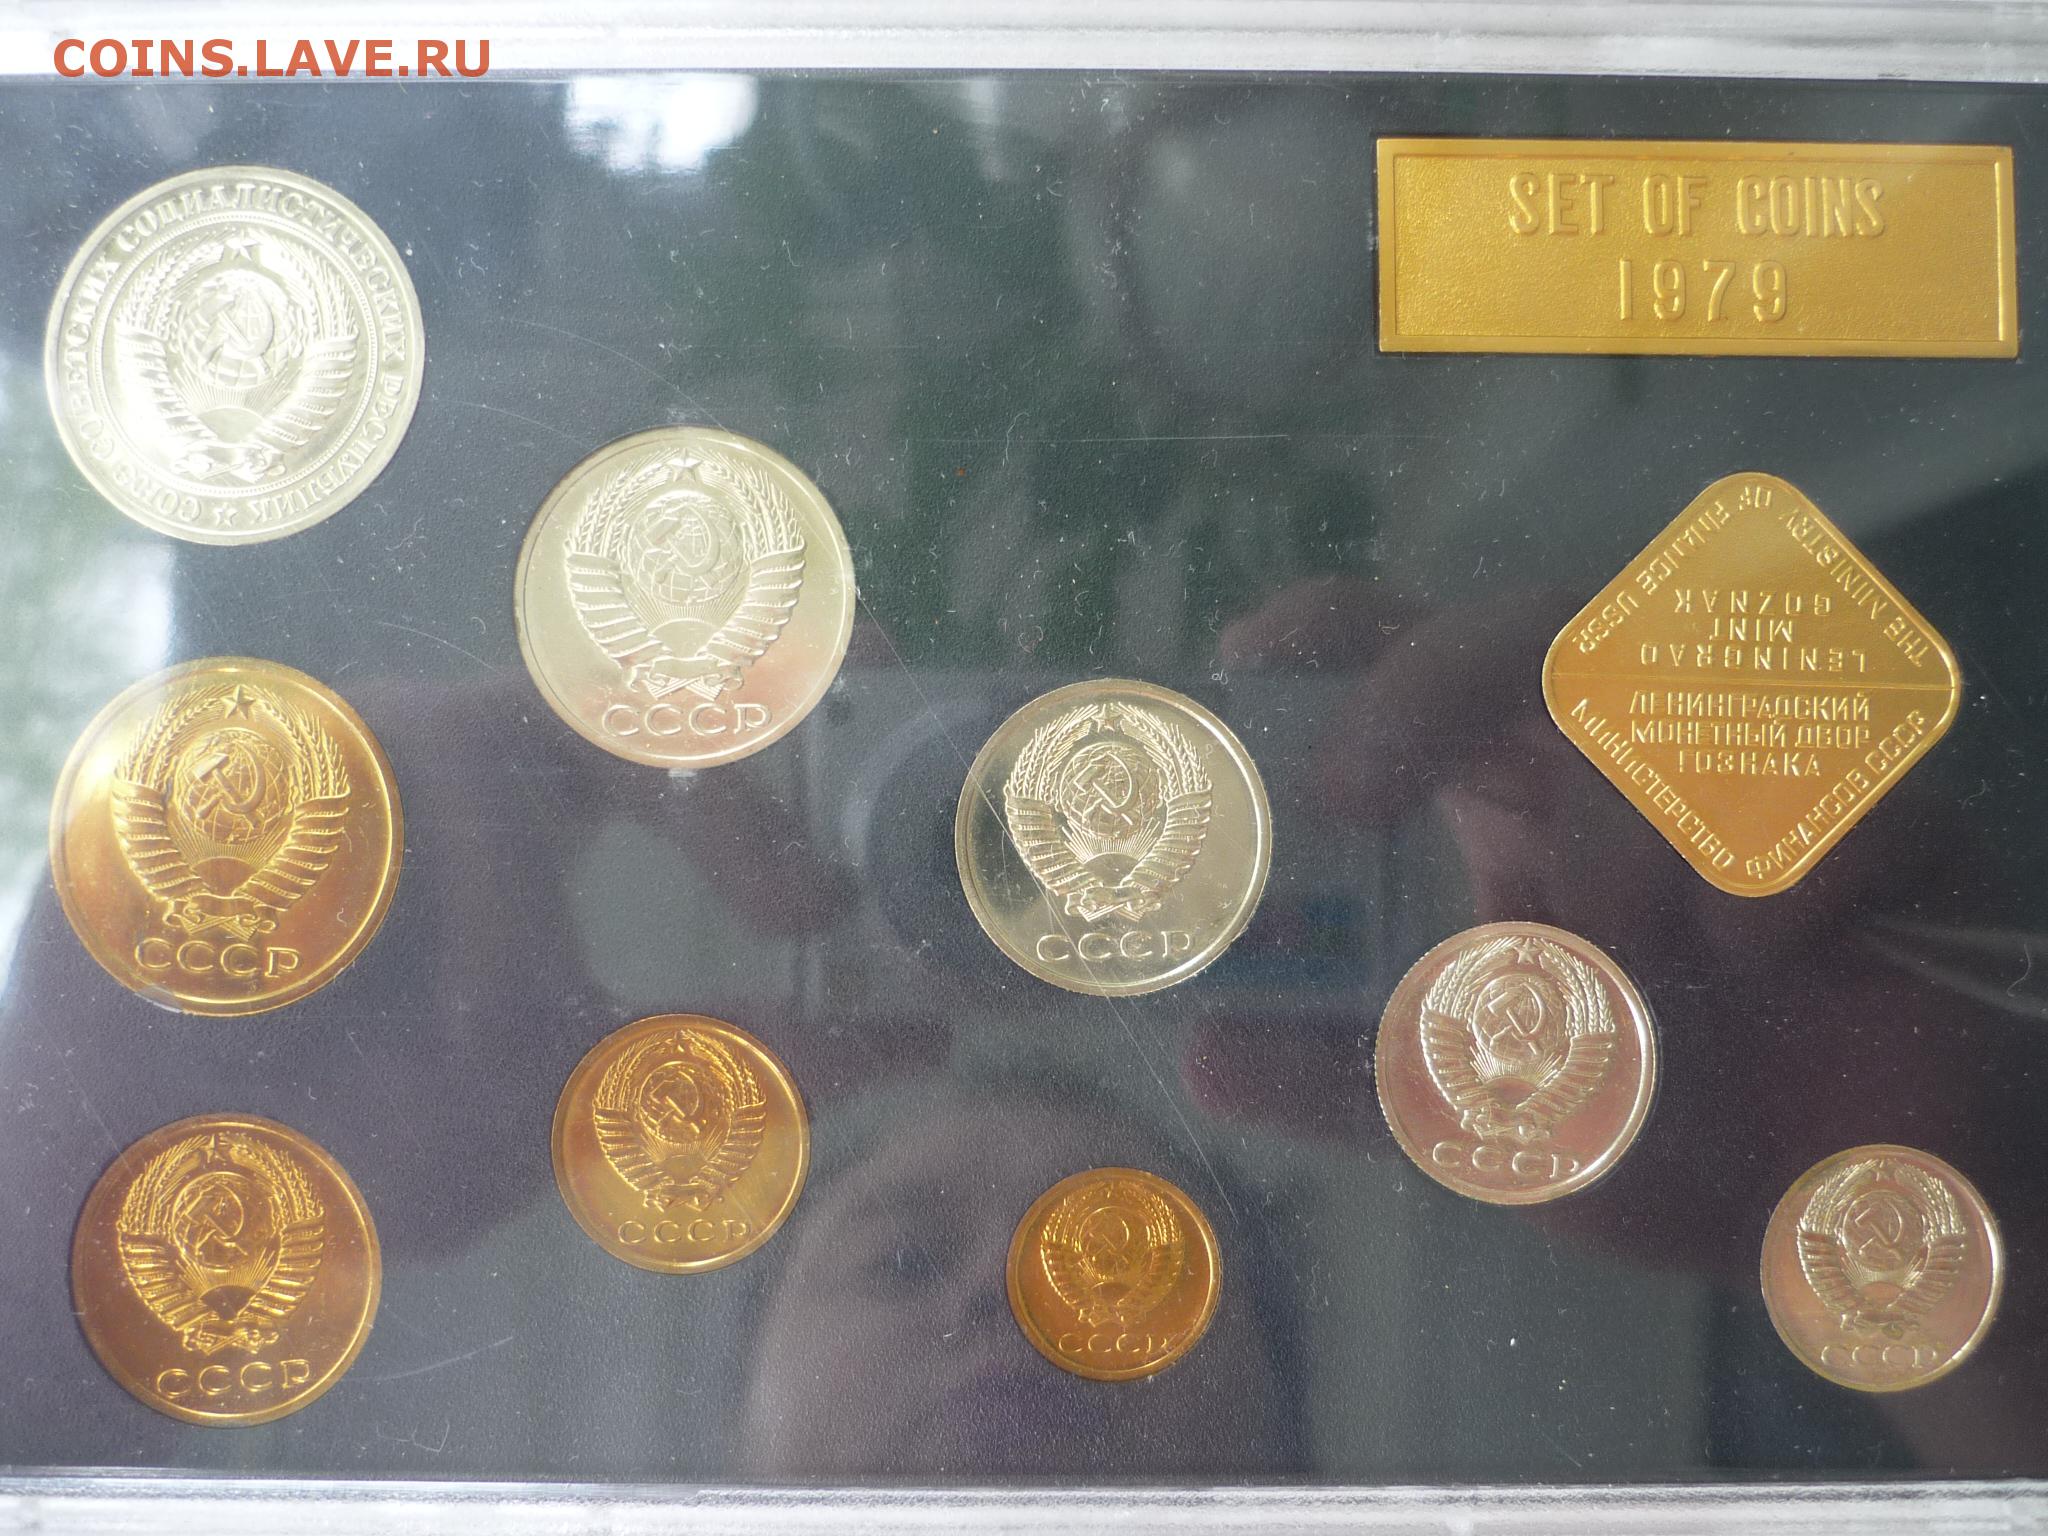 COINS.LAVE.RU
SET OF COINS
1979
СОЮЗ СОВЕТСКИХ СОЦИАЛИСТИЧЕСКИХ РЕСПУБЛИК
СССР
THE MINISTRY OF FINANCE USSR
LENINGRAD
MINT
GOZNAK
ЛЕНИНГРАДСКИЙ
МОНЕТНЫЙ ДВОР
ГОЗНАКА
МИНИСТЕРСТВО ФИНАНСОВ СССР
СССР
СССР
СССР
СССР
СССР
СССР
СССР